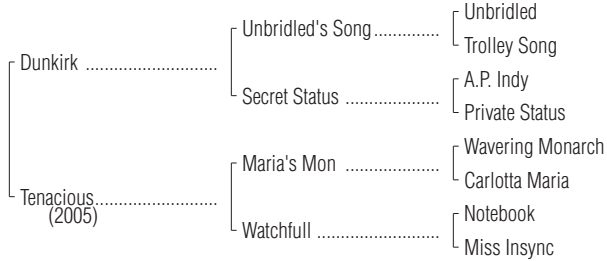 Unbridled
Unbridled's Song..............
Trolley Song
Dunkirk ............................
A.P. Indy
Secret Status ....................
Private Status
Wavering Monarch
Maria's Mon ....................
Carlotta Maria
Tenacious..........................
(2005)
Notebook
Watchfull ..........................
Miss Insync